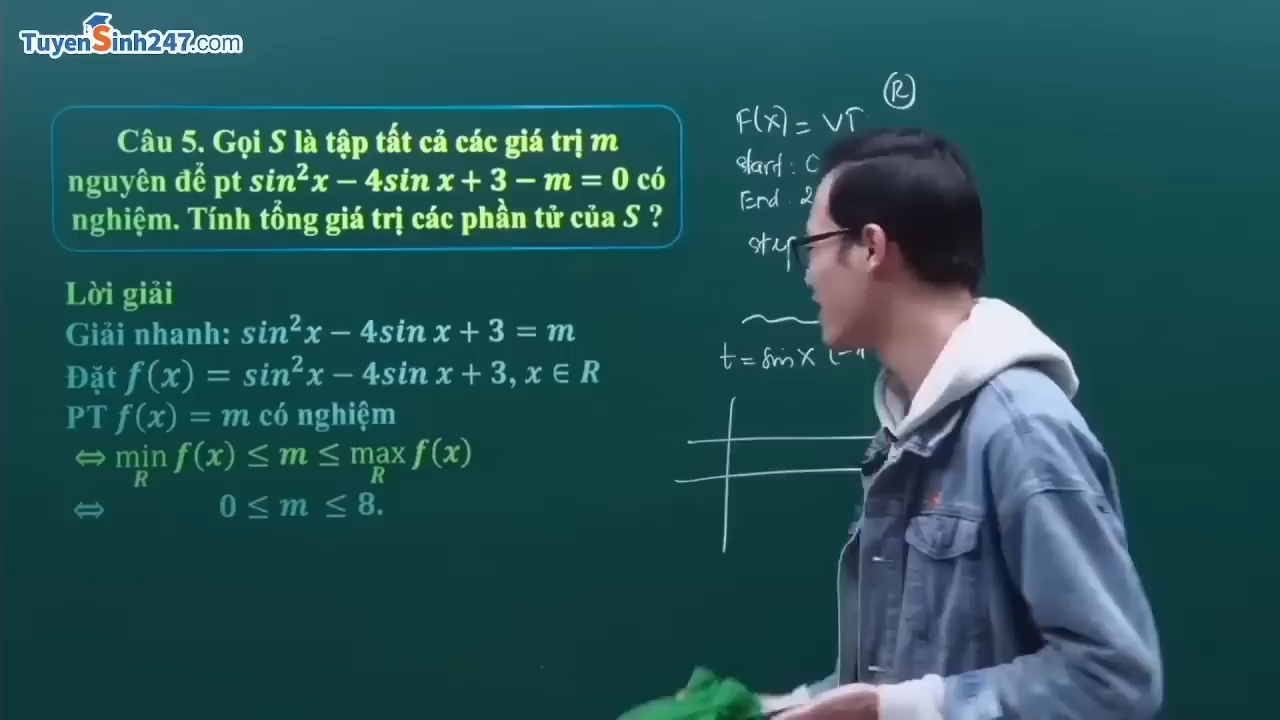 TuyenSinh247.com
Câu 5. Gọi S là tập tất cả các giá trị m
nguyên để pt sin²x − 4sin x + 3 − m = 0 có
nghiệm. Tính tổng giá trị các phần tử của S ?
Lời giải
Giải nhanh: sin²x − 4sin x + 3 = m
Đặt f(x) = sin²x − 4sin x + 3, x ∈ R
PT f(x) = m có nghiệm
⇔ min f(x) ≤ m ≤ max f(x)
R R
⇔ 0 ≤ m ≤ 8.
R
F(x) = VT
start :
End :
step
t = sinx